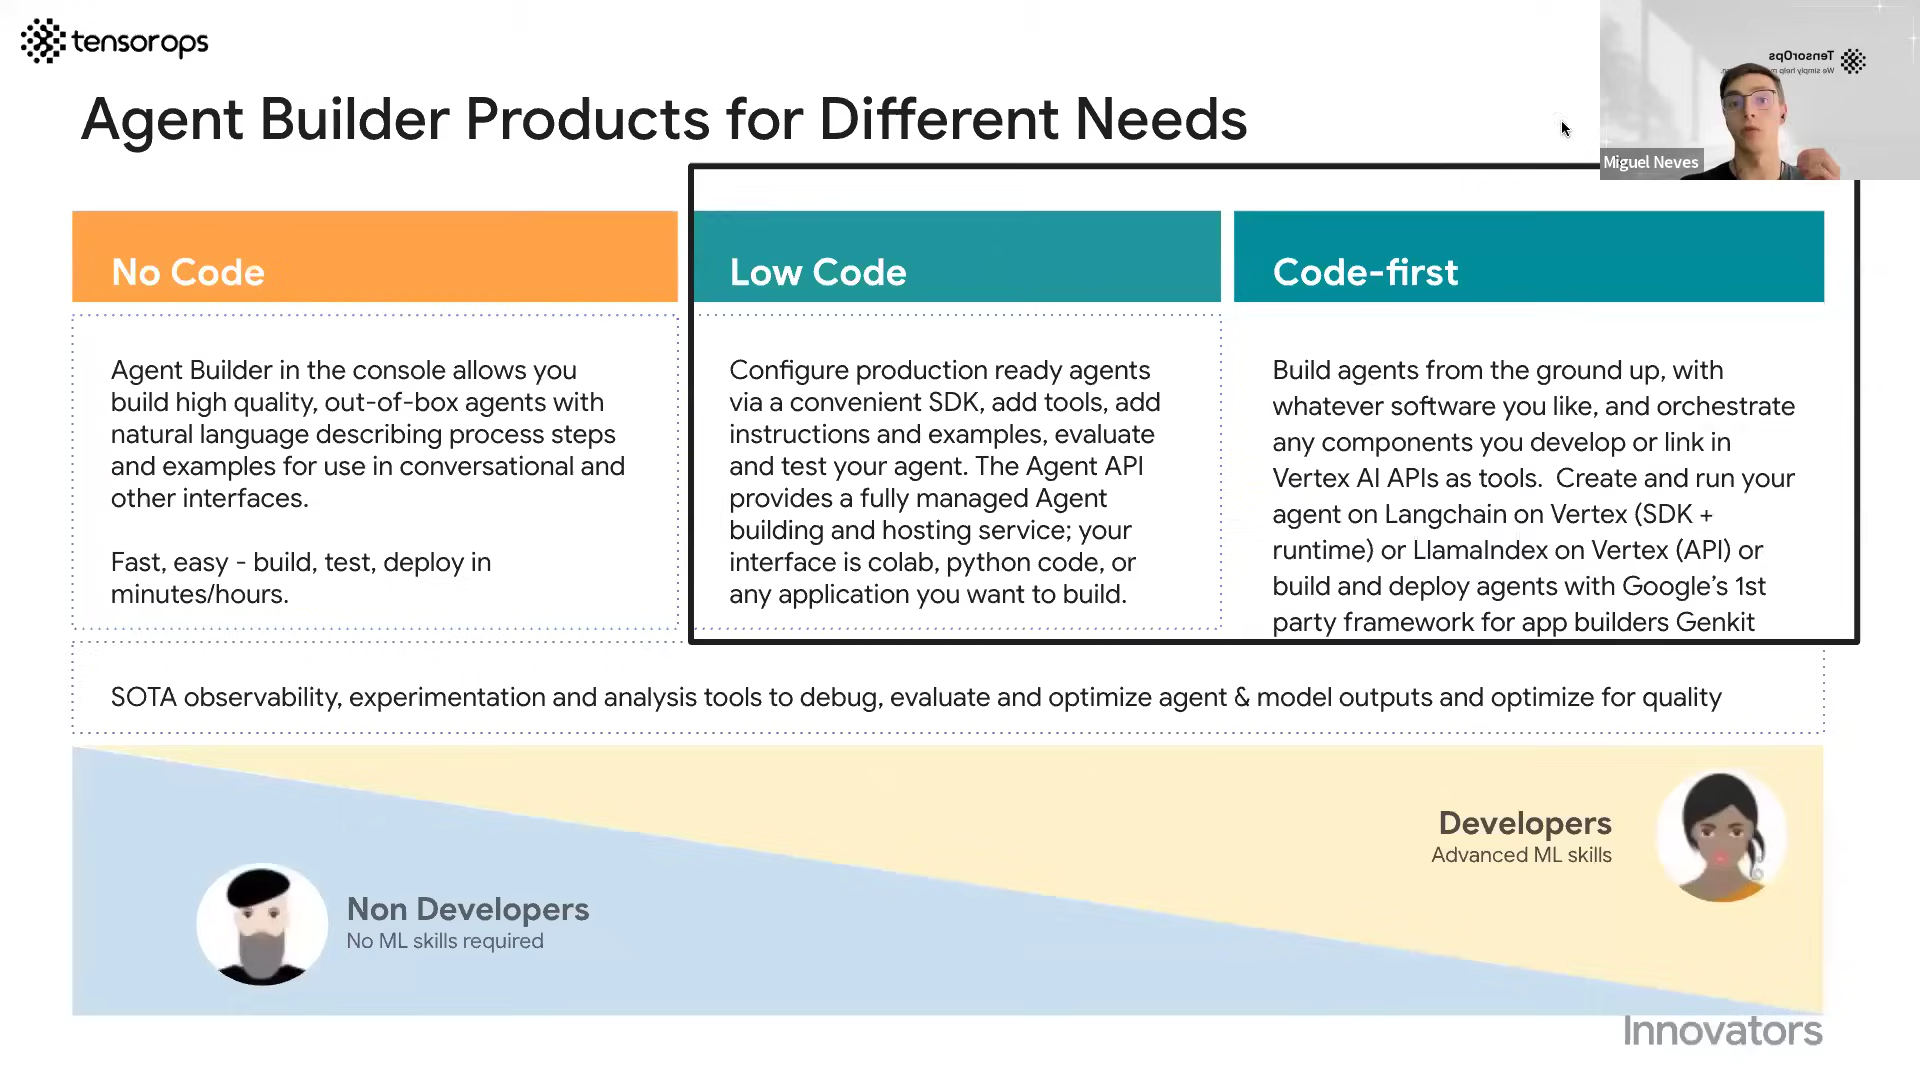 tensorops
TensorOps
Miguel Neves
Agent Builder Products for Different Needs
No Code
Agent Builder in the console allows you
build high quality, out-of-box agents with
natural language describing process steps
and examples for use in conversational and
other interfaces.
Fast, easy - build, test, deploy in
minutes/hours.
Low Code
Configure production ready agents
via a convenient SDK, add tools, add
instructions and examples, evaluate
and test your agent. The Agent API
provides a fully managed Agent
building and hosting service; your
interface is colab, python code, or
any application you want to build.
Code-first
Build agents from the ground up, with
whatever software you like, and orchestrate
any components you develop or link in
Vertex AI APIs as tools.  Create and run your
agent on Langchain on Vertex (SDK +
runtime) or LlamaIndex on Vertex (API) or
build and deploy agents with Google’s 1st
party framework for app builders Genkit
SOTA observability, experimentation and analysis tools to debug, evaluate and optimize agent & model outputs and optimize for quality
Non Developers
No ML skills required
Developers
Advanced ML skills
Innovators